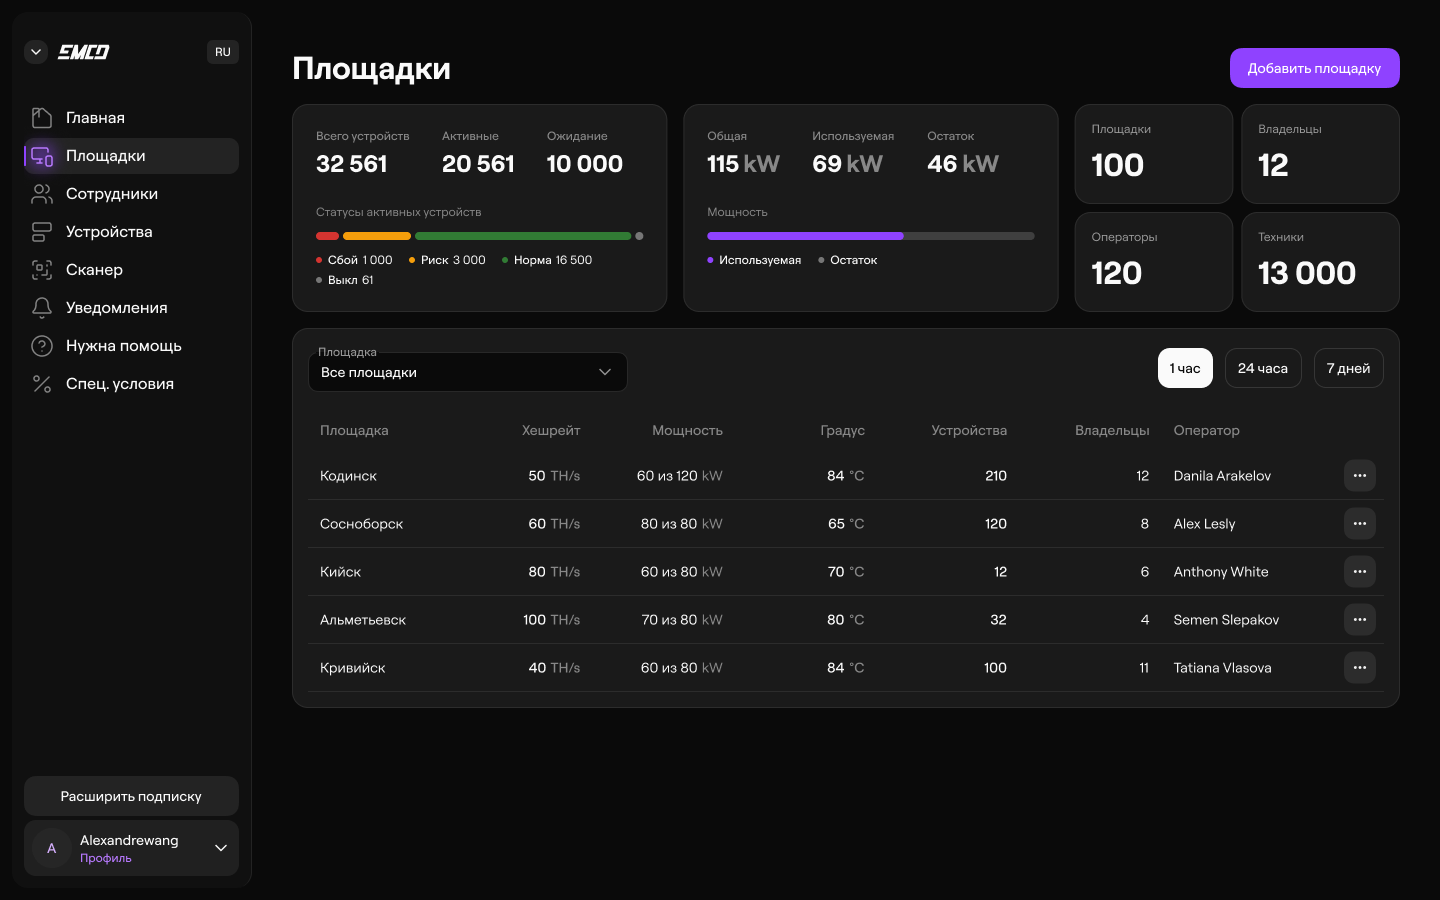 SMCO
RU
Главная
Площадки
Сотрудники
Устройства
Сканер
Уведомления
Нужна помощь
Спец. условия
Расширить подписку
A
Alexandrewang
Профиль
Площадки
Добавить площадку
Всего устройств Активные Ожидание
32 561 20 561 10 000
Статусы активных устройств
Сбой 1 000 Риск 3 000 Норма 16 500
Выкл 61
Общая Используемая Остаток
115 kW 69 kW 46 kW
Мощность
Используемая Остаток
Площадки
100
Владельцы
12
Операторы
120
Техники
13 000
Площадка
Все площадки
1 час 24 часа 7 дней
Площадка Хешрейт Мощность Градус Устройства Владельцы Оператор
Кодинск 50 TH/s 60 из 120 kW 84 °C 210 12 Danila Arakelov
Сосноборск 60 TH/s 80 из 80 kW 65 °C 120 8 Alex Lesly
Кийск 80 TH/s 60 из 80 kW 70 °C 12 6 Anthony White
Альметьевск 100 TH/s 70 из 80 kW 80 °C 32 4 Semen Slepakov
Кривийск 40 TH/s 60 из 80 kW 84 °C 100 11 Tatiana Vlasova